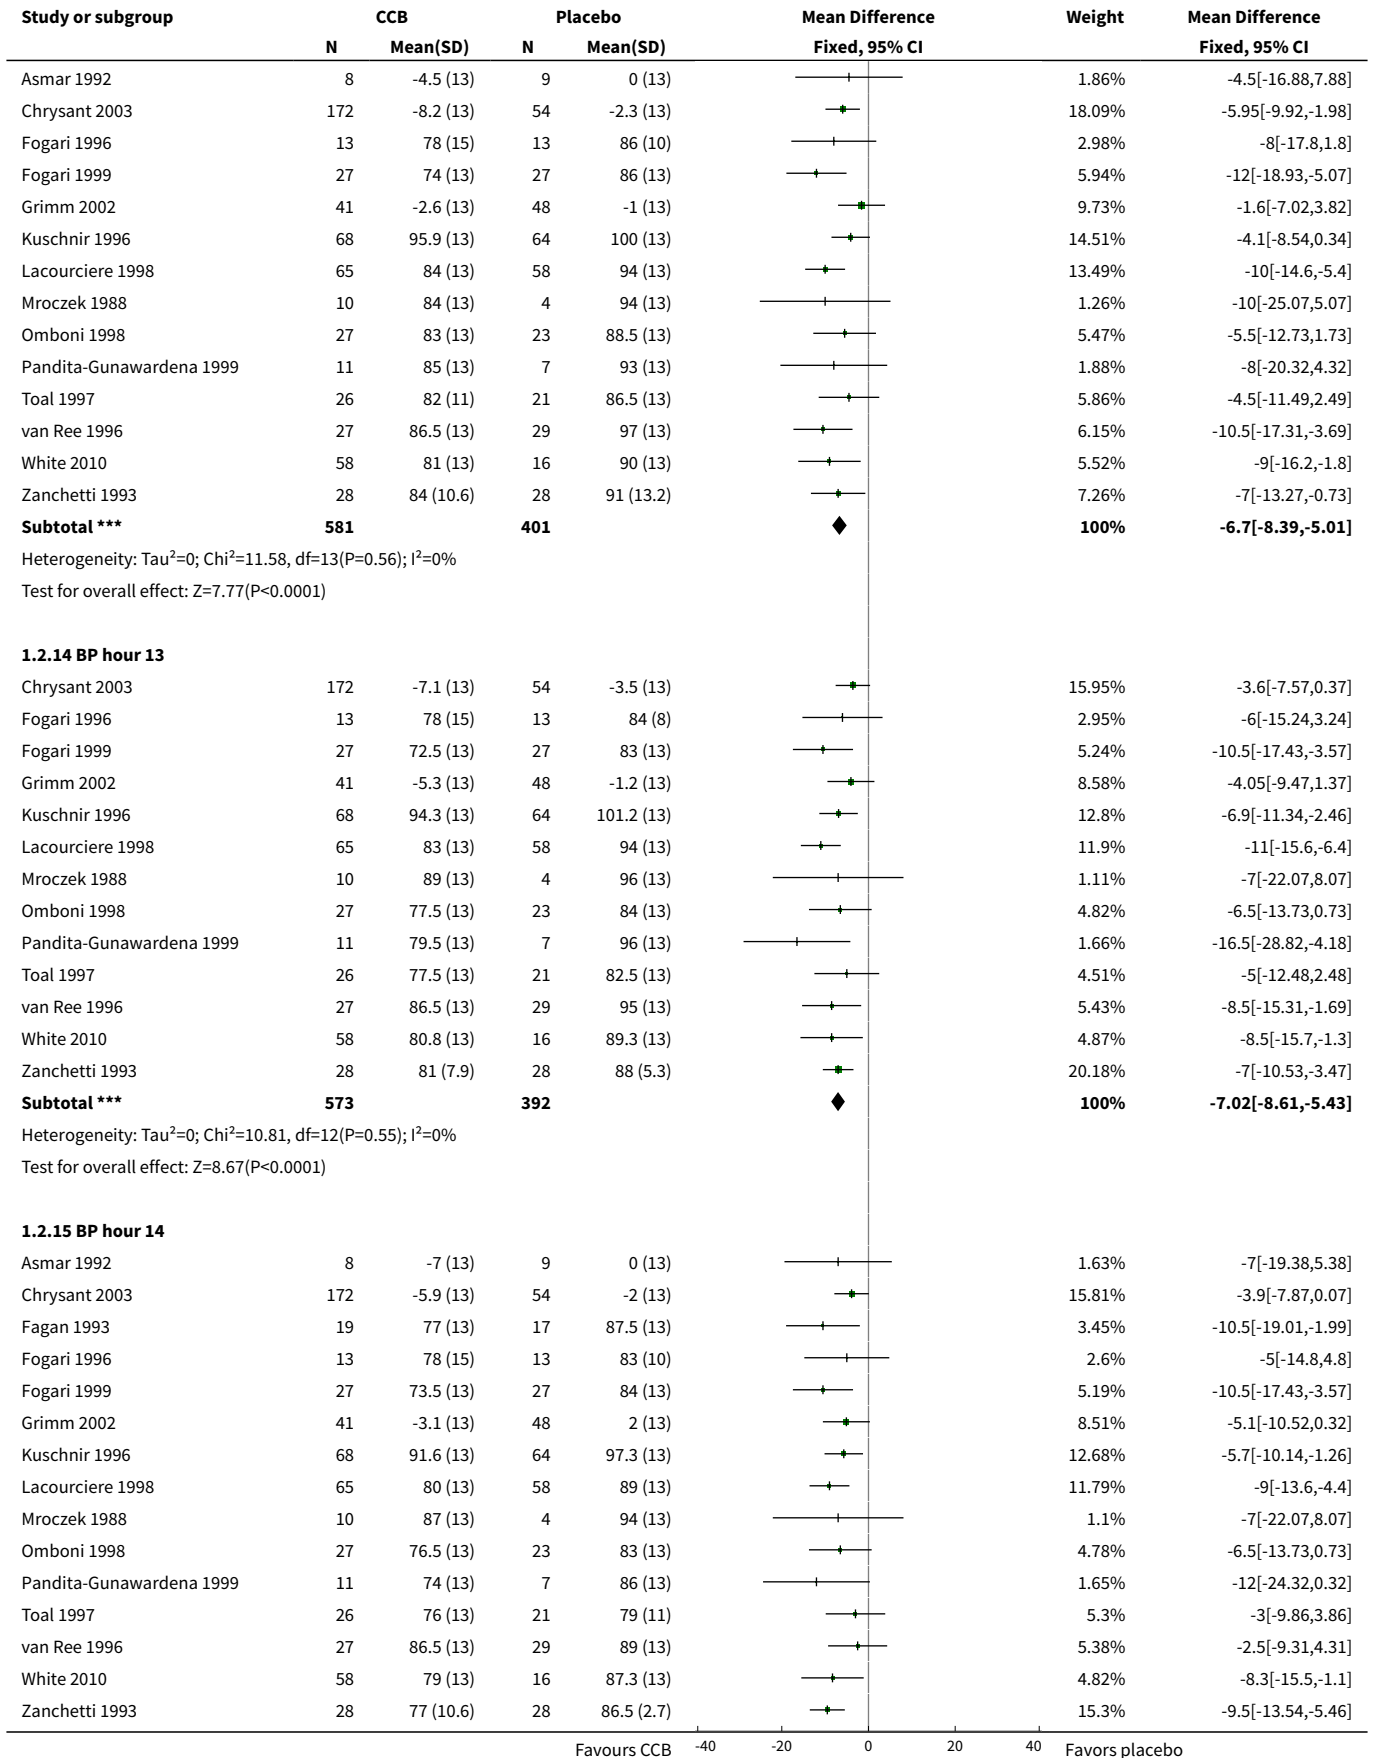 Study or subgroup CCB Placebo Mean Difference Weight Mean Difference
N Mean(SD) N Mean(SD) Fixed, 95% CI Fixed, 95% CI
Asmar 1992 8 -4.5 (13) 9 0 (13) 1.86% -4.5[-16.88,7.88]
Chrysant 2003 172 -8.2 (13) 54 -2.3 (13) 18.09% -5.95[-9.92,-1.98]
Fogari 1996 13 78 (15) 13 86 (10) 2.98% -8[-17.8,1.8]
Fogari 1999 27 74 (13) 27 86 (13) 5.94% -12[-18.93,-5.07]
Grimm 2002 41 -2.6 (13) 48 -1 (13) 9.73% -1.6[-7.02,3.82]
Kuschnir 1996 68 95.9 (13) 64 100 (13) 14.51% -4.1[-8.54,0.34]
Lacourciere 1998 65 84 (13) 58 94 (13) 13.49% -10[-14.6,-5.4]
Mroczek 1988 10 84 (13) 4 94 (13) 1.26% -10[-25.07,5.07]
Omboni 1998 27 83 (13) 23 88.5 (13) 5.47% -5.5[-12.73,1.73]
Pandita-Gunawardena 1999 11 85 (13) 7 93 (13) 1.88% -8[-20.32,4.32]
Toal 1997 26 82 (11) 21 86.5 (13) 5.86% -4.5[-11.49,2.49]
van Ree 1996 27 86.5 (13) 29 97 (13) 6.15% -10.5[-17.31,-3.69]
White 2010 58 81 (13) 16 90 (13) 5.52% -9[-16.2,-1.8]
Zanchetti 1993 28 84 (10.6) 28 91 (13.2) 7.26% -7[-13.27,-0.73]
Subtotal *** 581 401 100% -6.7[-8.39,-5.01]
Heterogeneity: Tau²=0; Chi²=11.58, df=13(P=0.56); I²=0%
Test for overall effect: Z=7.77(P<0.0001)
1.2.14 BP hour 13
Chrysant 2003 172 -7.1 (13) 54 -3.5 (13) 15.95% -3.6[-7.57,0.37]
Fogari 1996 13 78 (15) 13 84 (8) 2.95% -6[-15.24,3.24]
Fogari 1999 27 72.5 (13) 27 83 (13) 5.24% -10.5[-17.43,-3.57]
Grimm 2002 41 -5.3 (13) 48 -1.2 (13) 8.58% -4.05[-9.47,1.37]
Kuschnir 1996 68 94.3 (13) 64 101.2 (13) 12.8% -6.9[-11.34,-2.46]
Lacourciere 1998 65 83 (13) 58 94 (13) 11.9% -11[-15.6,-6.4]
Mroczek 1988 10 89 (13) 4 96 (13) 1.11% -7[-22.07,8.07]
Omboni 1998 27 77.5 (13) 23 84 (13) 4.82% -6.5[-13.73,0.73]
Pandita-Gunawardena 1999 11 79.5 (13) 7 96 (13) 1.66% -16.5[-28.82,-4.18]
Toal 1997 26 77.5 (13) 21 82.5 (13) 4.51% -5[-12.48,2.48]
van Ree 1996 27 86.5 (13) 29 95 (13) 5.43% -8.5[-15.31,-1.69]
White 2010 58 80.8 (13) 16 89.3 (13) 4.87% -8.5[-15.7,-1.3]
Zanchetti 1993 28 81 (7.9) 28 88 (5.3) 20.18% -7[-10.53,-3.47]
Subtotal *** 573 392 100% -7.02[-8.61,-5.43]
Heterogeneity: Tau²=0; Chi²=10.81, df=12(P=0.55); I²=0%
Test for overall effect: Z=8.67(P<0.0001)
1.2.15 BP hour 14
Asmar 1992 8 -7 (13) 9 0 (13) 1.63% -7[-19.38,5.38]
Chrysant 2003 172 -5.9 (13) 54 -2 (13) 15.81% -3.9[-7.87,0.07]
Fagan 1993 19 77 (13) 17 87.5 (13) 3.45% -10.5[-19.01,-1.99]
Fogari 1996 13 78 (15) 13 83 (10) 2.6% -5[-14.8,4.8]
Fogari 1999 27 73.5 (13) 27 84 (13) 5.19% -10.5[-17.43,-3.57]
Grimm 2002 41 -3.1 (13) 48 2 (13) 8.51% -5.1[-10.52,0.32]
Kuschnir 1996 68 91.6 (13) 64 97.3 (13) 12.68% -5.7[-10.14,-1.26]
Lacourciere 1998 65 80 (13) 58 89 (13) 11.79% -9[-13.6,-4.4]
Mroczek 1988 10 87 (13) 4 94 (13) 1.1% -7[-22.07,8.07]
Omboni 1998 27 76.5 (13) 23 83 (13) 4.78% -6.5[-13.73,0.73]
Pandita-Gunawardena 1999 11 74 (13) 7 86 (13) 1.65% -12[-24.32,0.32]
Toal 1997 26 76 (13) 21 79 (11) 5.3% -3[-9.86,3.86]
van Ree 1996 27 86.5 (13) 29 89 (13) 5.38% -2.5[-9.31,4.31]
White 2010 58 79 (13) 16 87.3 (13) 4.82% -8.3[-15.5,-1.1]
Zanchetti 1993 28 77 (10.6) 28 86.5 (2.7) 15.3% -9.5[-13.54,-5.46]
Favours CCB -40 -20 0 20 40 Favors placebo